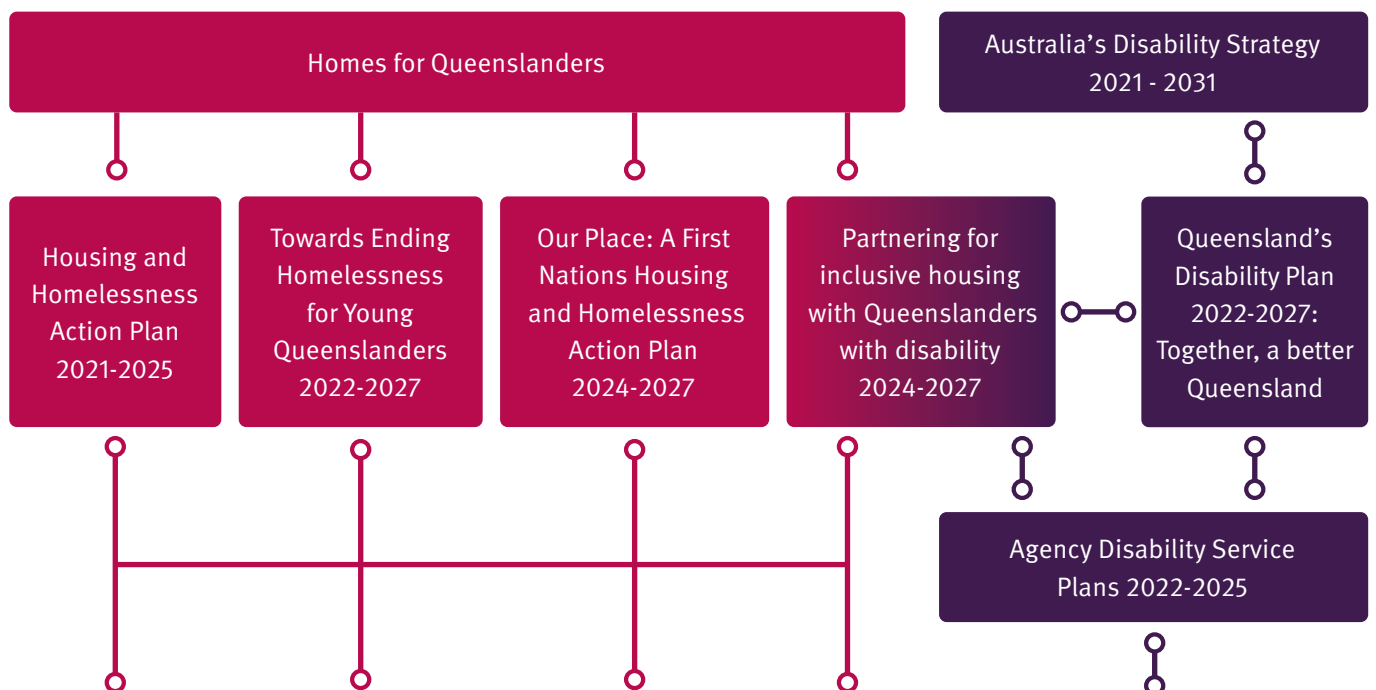 Homes for Queenslanders
Australia’s Disability Strategy
2021 - 2031
Housing and
Homelessness
Action Plan
2021-2025
Towards Ending
Homelessness
for Young
Queenslanders
2022-2027
Our Place: A First
Nations Housing
and Homelessness
Action Plan
2024-2027
Partnering for
inclusive housing
with Queenslanders
with disability
2024-2027
Queensland’s
Disability Plan
2022-2027:
Together, a better
Queensland
Agency Disability Service
Plans 2022-2025